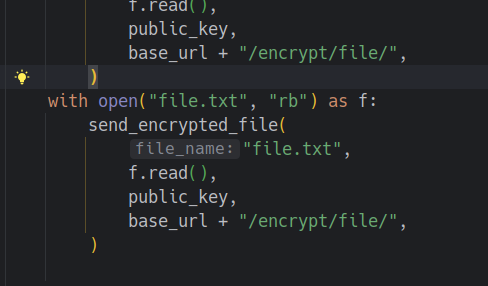 f.read(),
public_key,
base_url + "/encrypt/file/",
)
with open("file.txt", "rb") as f:
send_encrypted_file(
file_name: "file.txt",
f.read(),
public_key,
base_url + "/encrypt/file/",
)